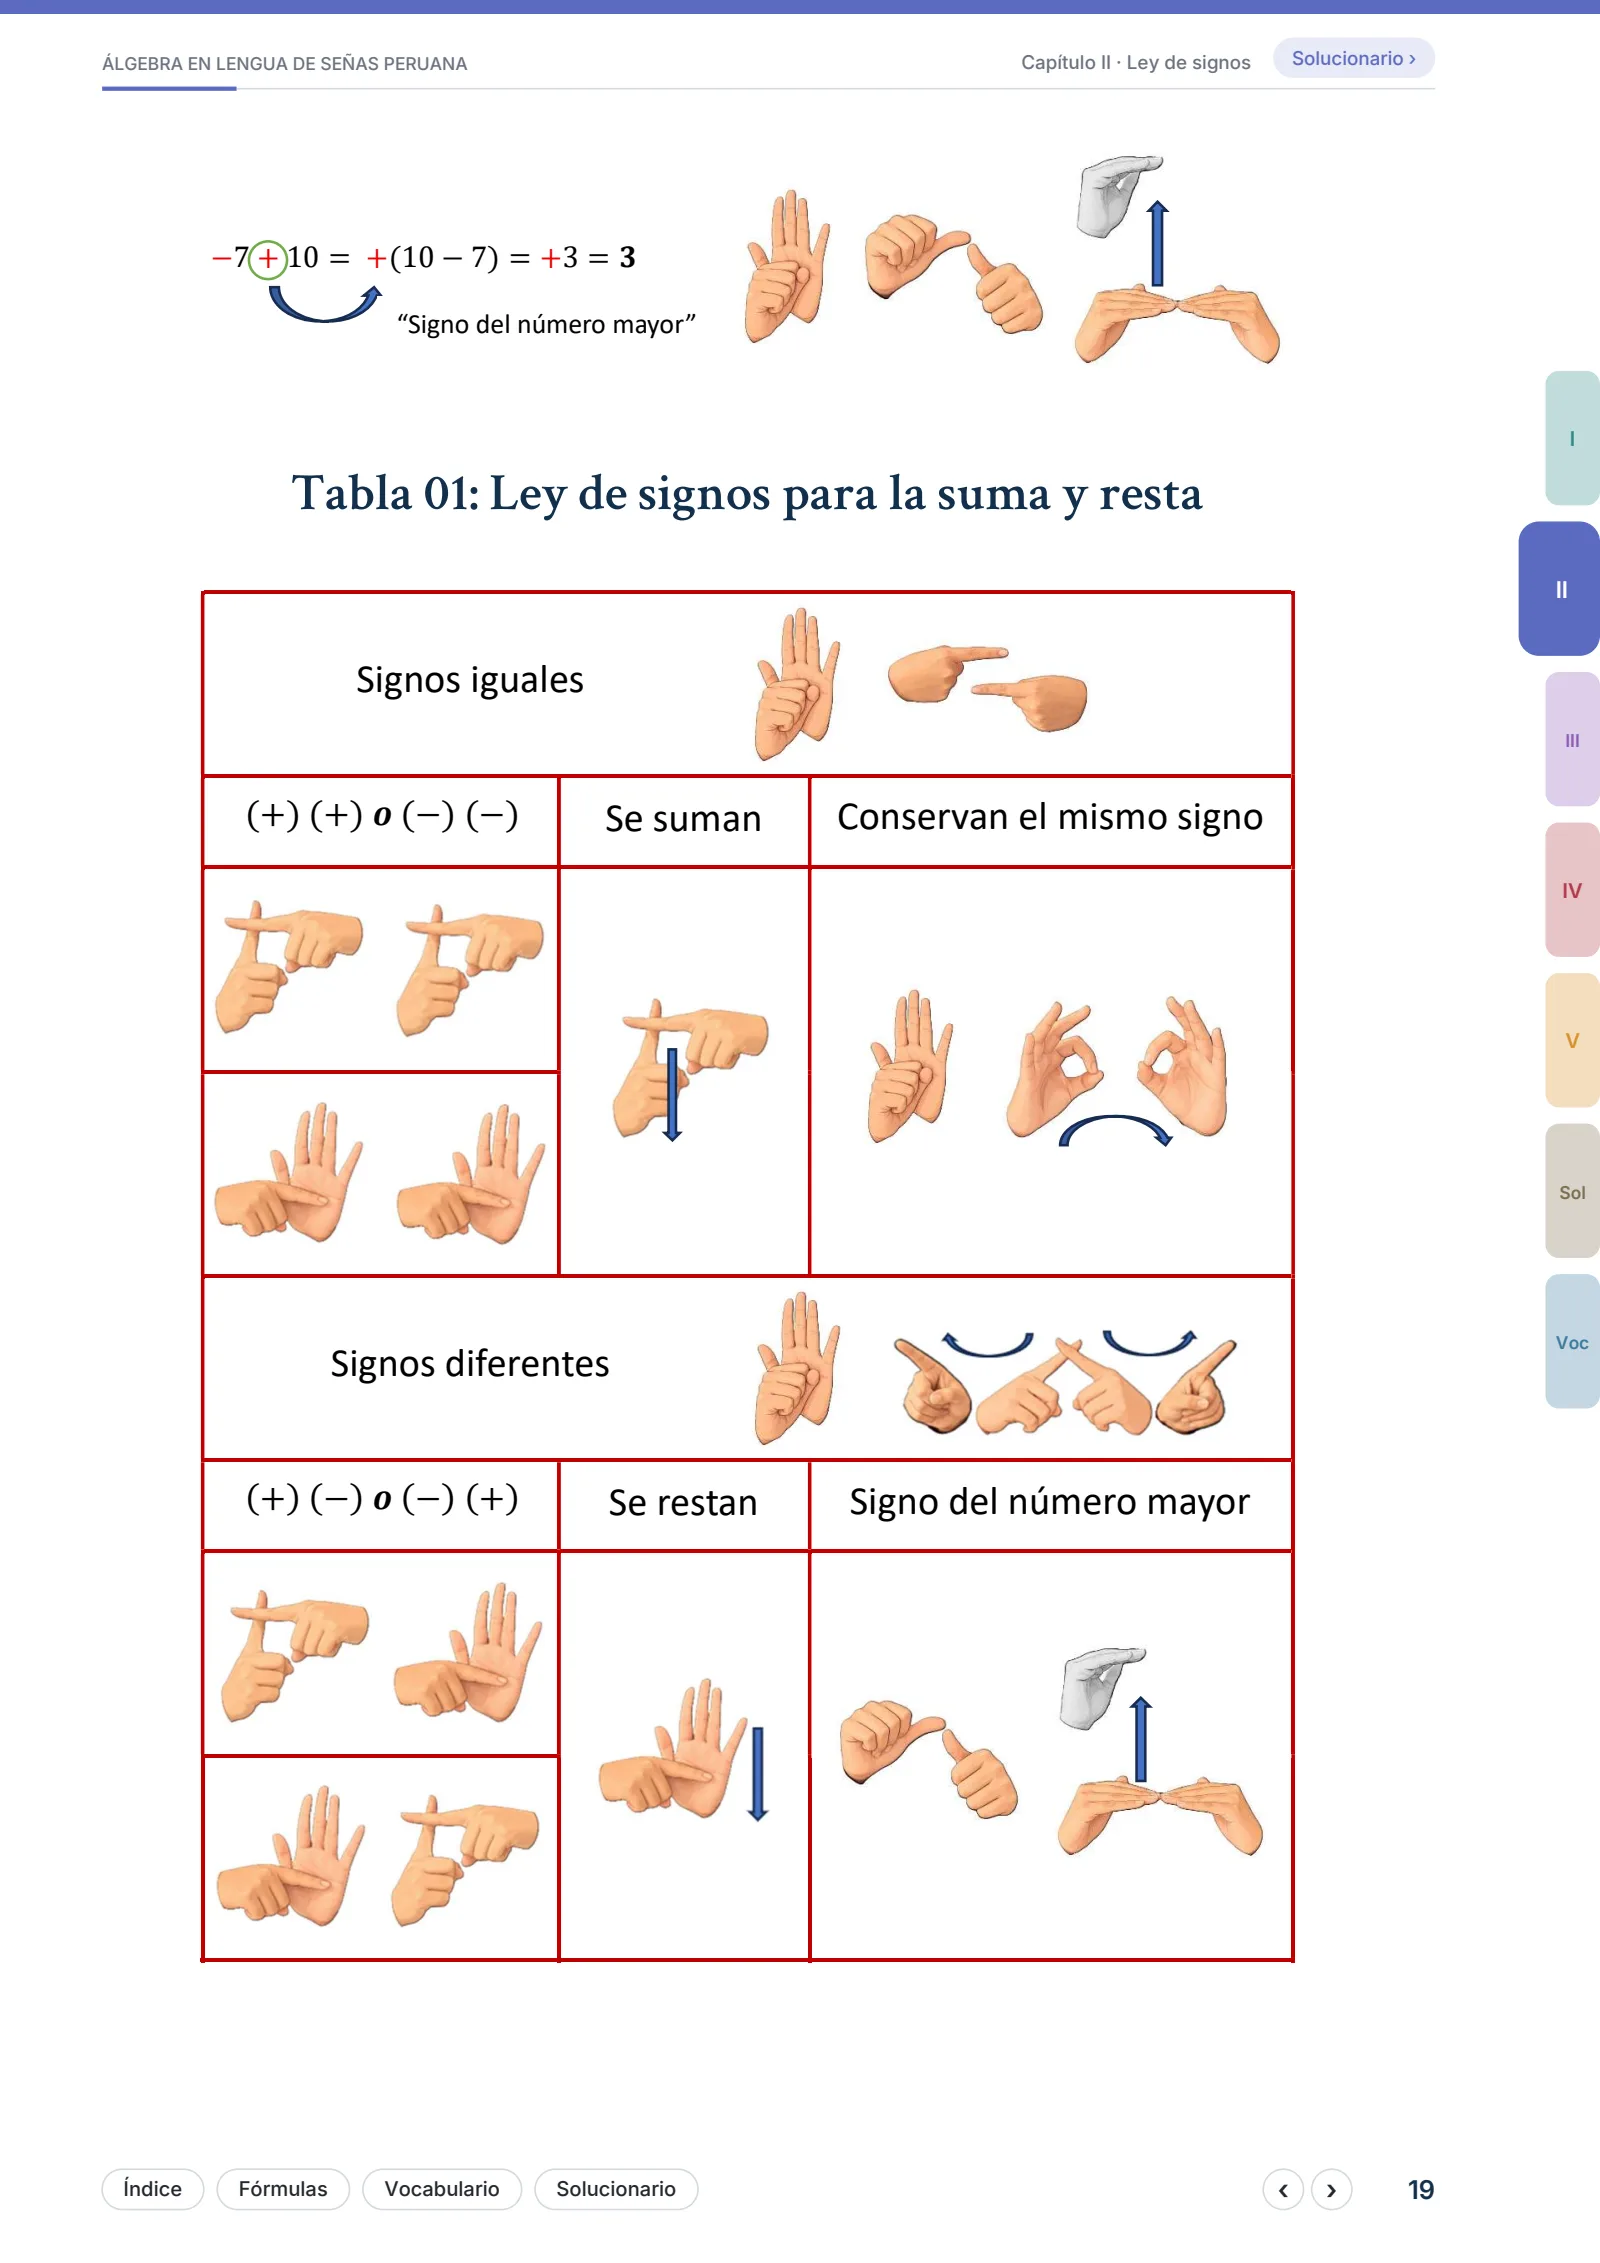 ÁLGEBRA EN LENGUA DE SEÑAS PERUANA
Capítulo II · Ley de signos
Solucionario ›
−7 + 10 = +(10 − 7) = +3 = 3
“Signo del número mayor”
Tabla 01: Ley de signos para la suma y resta
Signos iguales
(+) (+) o (−) (−)
Se suman
Conservan el mismo signo
Signos diferentes
(+) (−) o (−) (+)
Se restan
Signo del número mayor
I
II
III
IV
V
Sol
Voc
Índice
Fórmulas
Vocabulario
Solucionario
‹
›
19